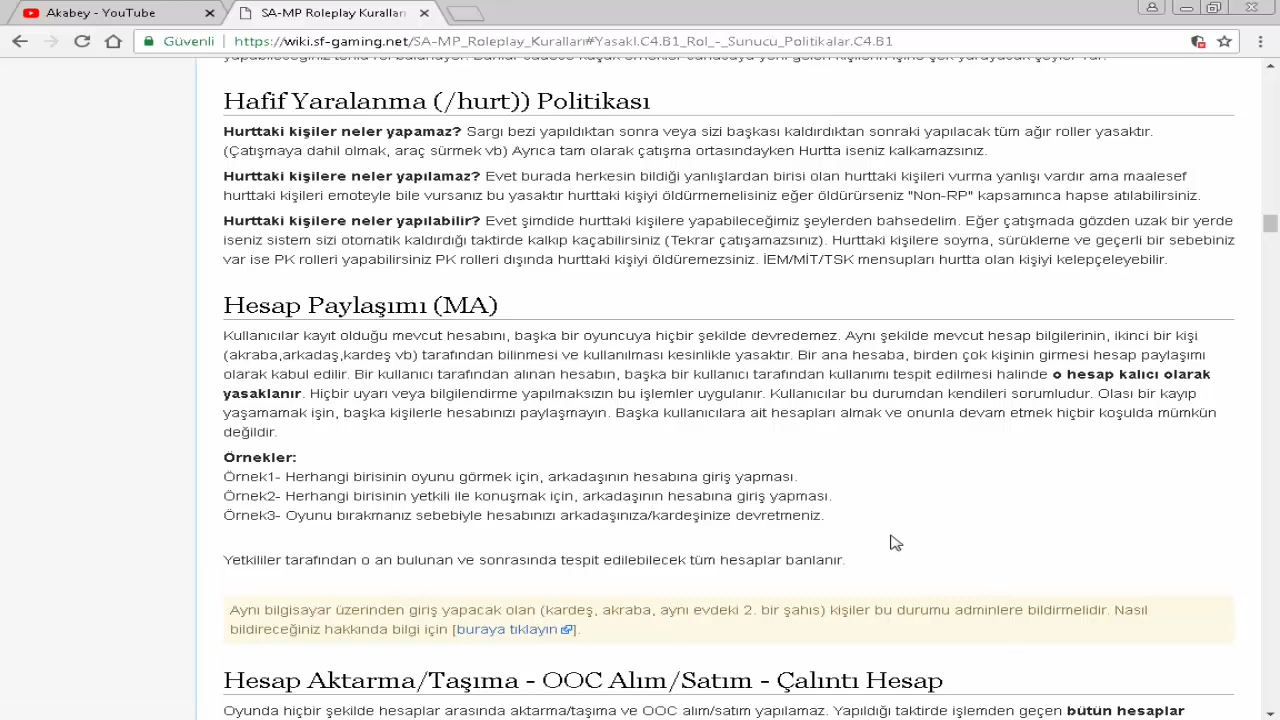 Akabey - YouTube
SA-MP Roleplay Kuralları
Güvenli
https://wiki.sf-gaming.net/SA-MP_Roleplay_Kuralları#Yasakl.C4.B1_Rol_-_Sunucu_Politikalar.C4.B1
Hafif Yaralanma (/hurt)) Politikası
Hurttaki kişiler neler yapamaz? Sargı bezi yapıldıktan sonra veya sizi başkası kaldırdıktan sonraki yapılacak tüm ağır roller yasaktır.
(Çatışmaya dahil olmak, araç sürmek vb) Ayrıca tam olarak çatışma ortasındayken Hurtta iseniz kalkamazsınız.
Hurttaki kişilere neler yapılamaz? Evet burada herkesin bildiği yanlışlardan birisi olan hurttaki kişileri vurma yanlışı vardır ama maalesef
hurttaki kişileri emoteyle bile vursanız bu yasaktır hurttaki kişiyi öldürmemelisiniz eğer öldürürseniz "Non-RP" kapsamınca hapse atılabilirsiniz.
Hurttaki kişilere neler yapılabilir? Evet şimdide hurttaki kişilere yapabileceğimiz şeylerden bahsedelim. Eğer çatışmada gözden uzak bir yerde
iseniz sistem sizi otomatik kaldırdığı taktirde kalkıp kaçabilirsiniz (Tekrar çatışamazsınız). Hurttaki kişilere soyma, sürükleme ve geçerli bir sebebiniz
var ise PK rolleri yapabilirsiniz PK rolleri dışında hurttaki kişiyi öldüremezsiniz. İEM/MİT/TSK mensupları hurtta olan kişiyi kelepçeleyebilir.
Hesap Paylaşımı (MA)
Kullanıcılar kayıt olduğu mevcut hesabını, başka bir oyuncuya hiçbir şekilde devredemez. Aynı şekilde mevcut hesap bilgilerinin, ikinci bir kişi
(akraba,arkadaş,kardeş vb) tarafından bilinmesi ve kullanılması kesinlikle yasaktır. Bir ana hesaba, birden çok kişinin girmesi hesap paylaşımı
olarak kabul edilir. Bir kullanıcı tarafından alınan hesabın, başka bir kullanıcı tarafından kullanımı tespit edilmesi halinde o hesap kalıcı olarak
yasaklanır. Hiçbir uyarı veya bilgilendirme yapılmaksızın bu işlemler uygulanır. Kullanıcılar bu durumdan kendileri sorumludur. Olası bir kayıp
yaşamamak işin, başka kişilerle hesabınızı paylaşmayın. Başka kullanıcılara ait hesapları almak ve onunla devam etmek hiçbir koşulda mümkün
değildir.
Örnekler:
Örnek1- Herhangi birisinin oyunu görmek için, arkadaşının hesabına giriş yapması.
Örnek2- Herhangi birisinin yetkili ile konuşmak için, arkadaşının hesabına giriş yapması.
Örnek3- Oyunu bırakmanız sebebiyle hesabınızı arkadaşınıza/kardeşinize devretmeniz.
Yetkililer tarafından o an bulunan ve sonrasında tespit edilebilecek tüm hesaplar banlanır.
Aynı bilgisayar üzerinden giriş yapacak olan (kardeş, akraba, aynı evdeki 2. bir şahıs) kişiler bu durumu adminlere bildirmelidir. Nasıl
bildireceğiniz hakkında bilgi için [buraya tıklayın].
Hesap Aktarma/Taşıma - OOC Alım/Satım - Çalıntı Hesap
Oyunda hiçbir şekilde hesaplar arasında aktarma/taşıma ve OOC alım/satım yapılamaz. Yapıldığı taktirde işlemden geçen bütün hesaplar